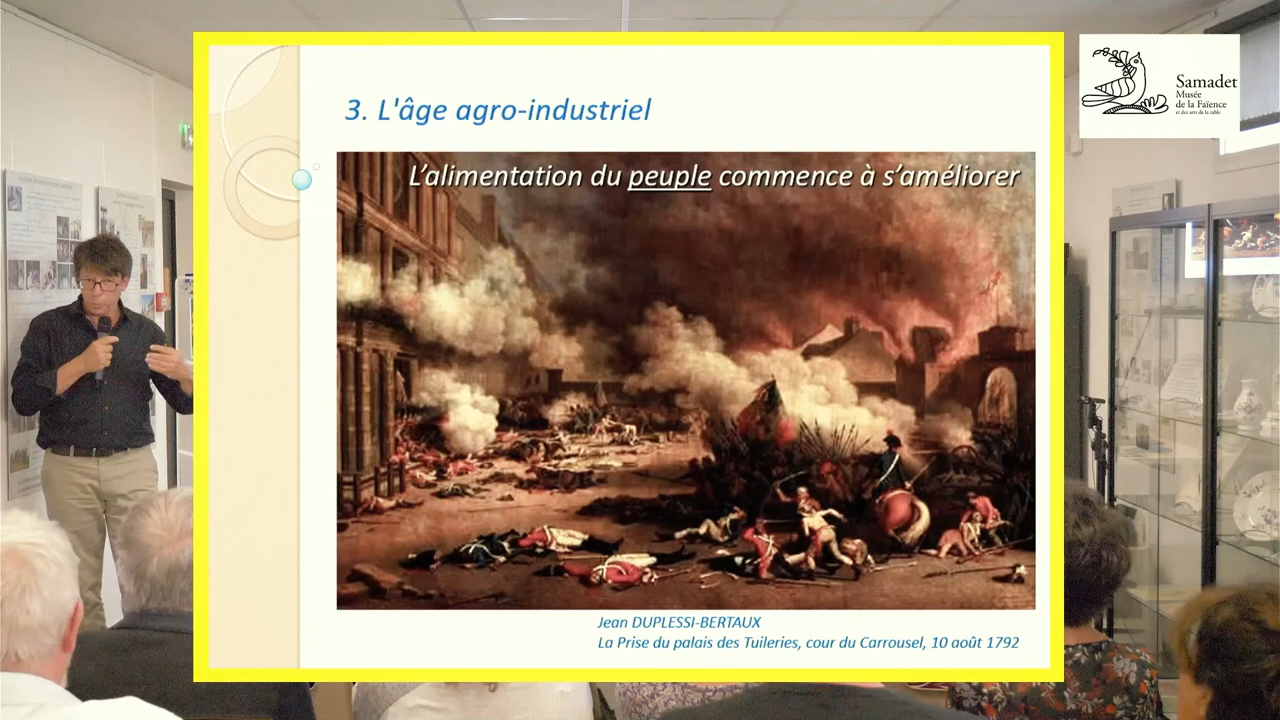 3. L'âge agro-industriel
L'alimentation du peuple commence à s'améliorer
Jean DUPLESSI-BERTAUX
La Prise du palais des Tuileries, cour du Carrousel, 10 août 1792
Samadet
Musée
de la Faïence
et des arts de la table